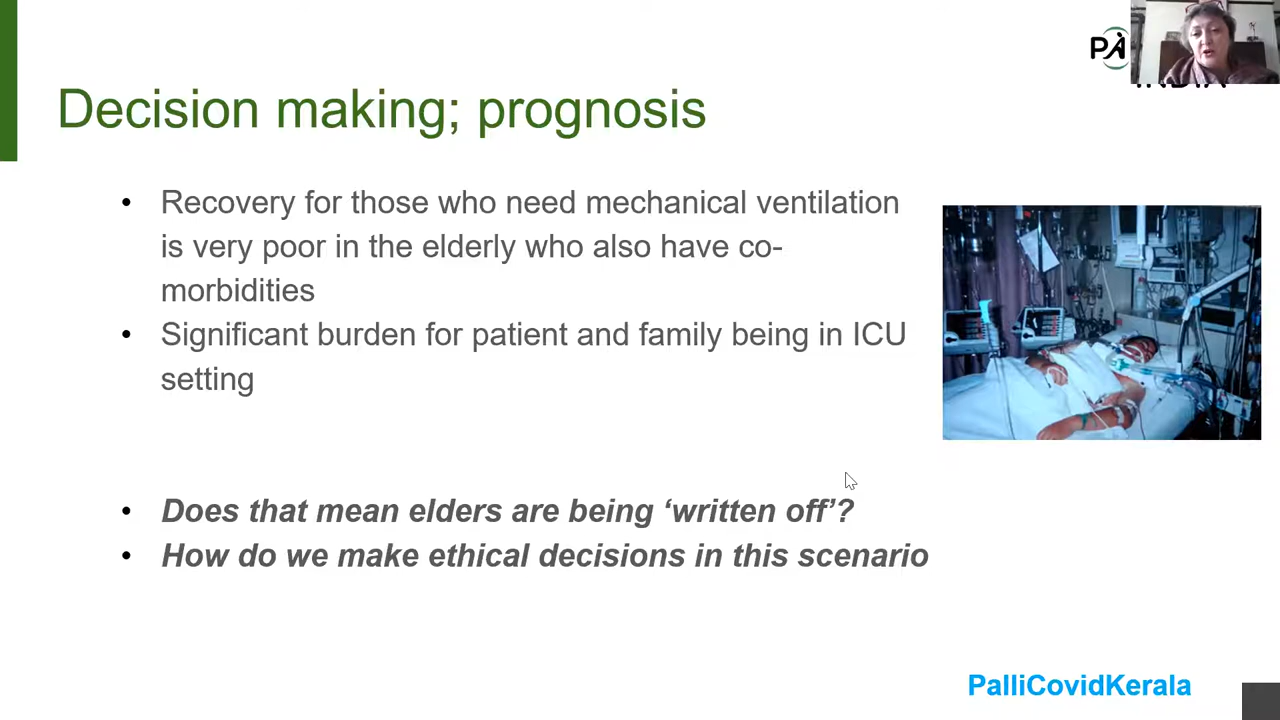 Decision making; prognosis
• Recovery for those who need mechanical ventilation
is very poor in the elderly who also have co-
morbidities
• Significant burden for patient and family being in ICU
setting
• Does that mean elders are being ‘written off’?
• How do we make ethical decisions in this scenario
PalliCovidKerala